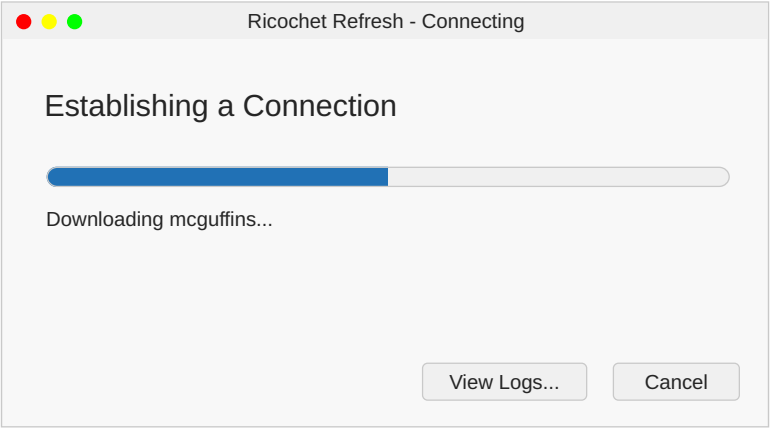 Ricochet Refresh - Connecting
Establishing a Connection
Downloading mcguffins...
View Logs... Cancel